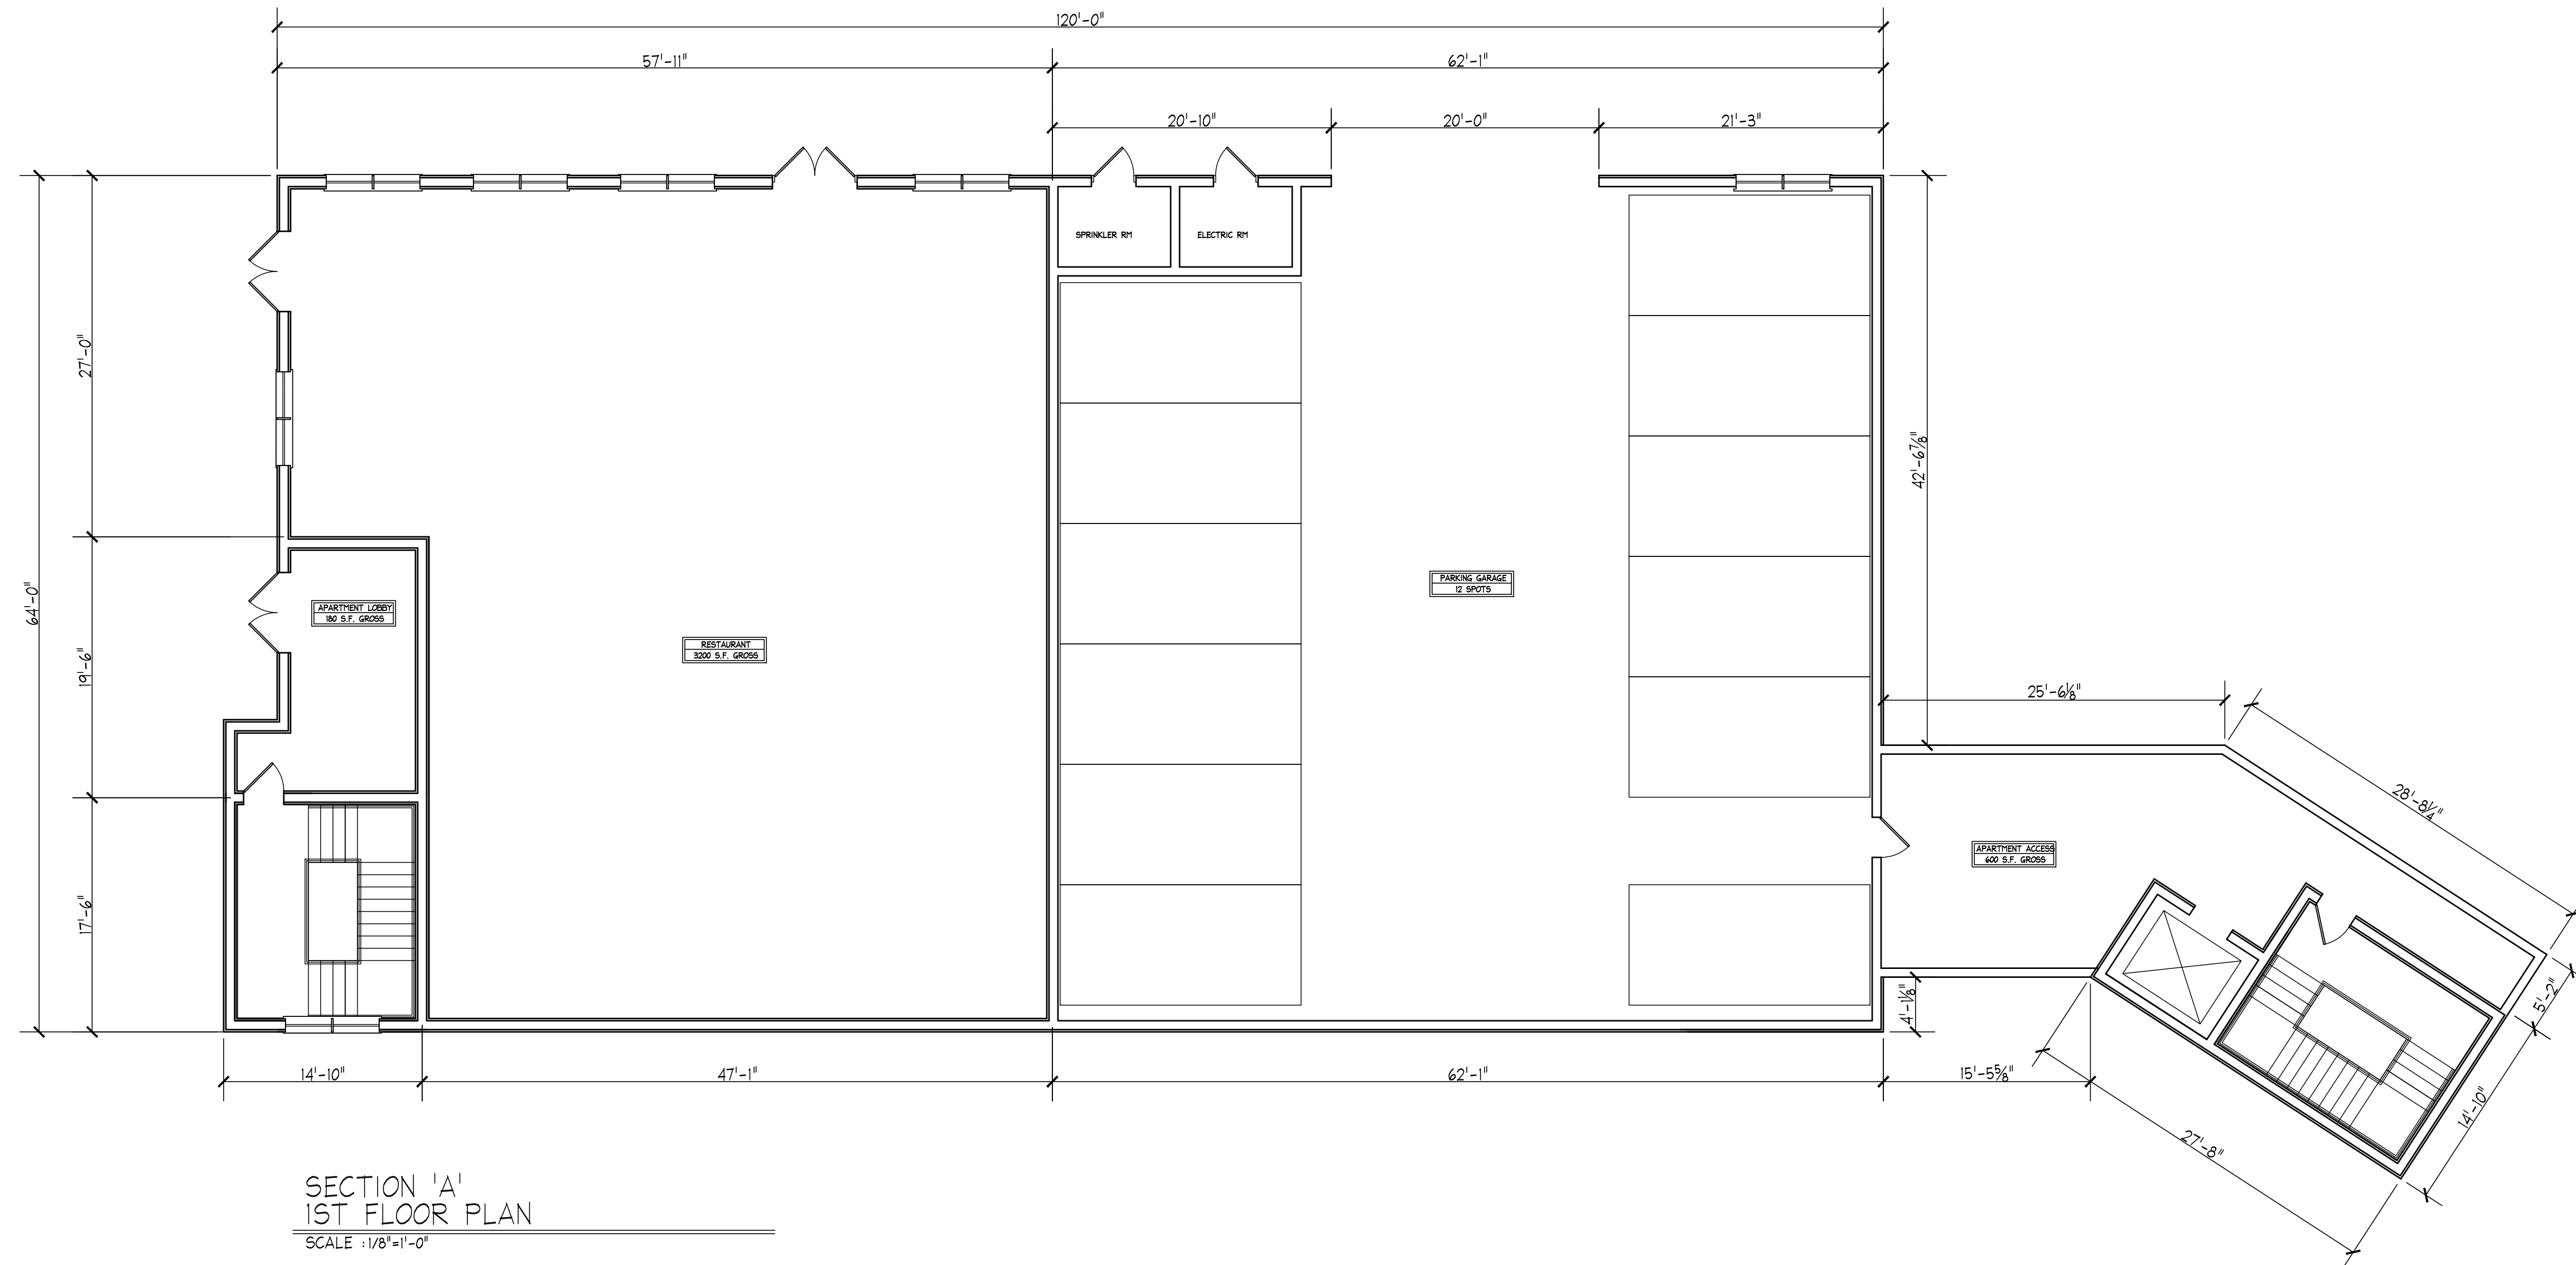 120'-0"
57'-11"
62'-1"
20'-10"
20'-0"
21'-3"
SPRINKLER RM
ELECTRIC RM
27'-0"
42'-6⅞"
PARKING GARAGE
12 SPOTS
64'-0"
APARTMENT LOBBY
180 S.F. GROSS
RESTAURANT
3200 S.F. GROSS
19'-6"
25'-6⅛"
28'-8¼"
APARTMENT ACCESS
600 S.F. GROSS
17'-6"
4'-1⅛"
5'-2"
14'-10"
47'-1"
62'-1"
15'-5⅝"
14'-10"
27'-8"
SECTION 'A'
1ST FLOOR PLAN
SCALE :1/8"=1'-0"